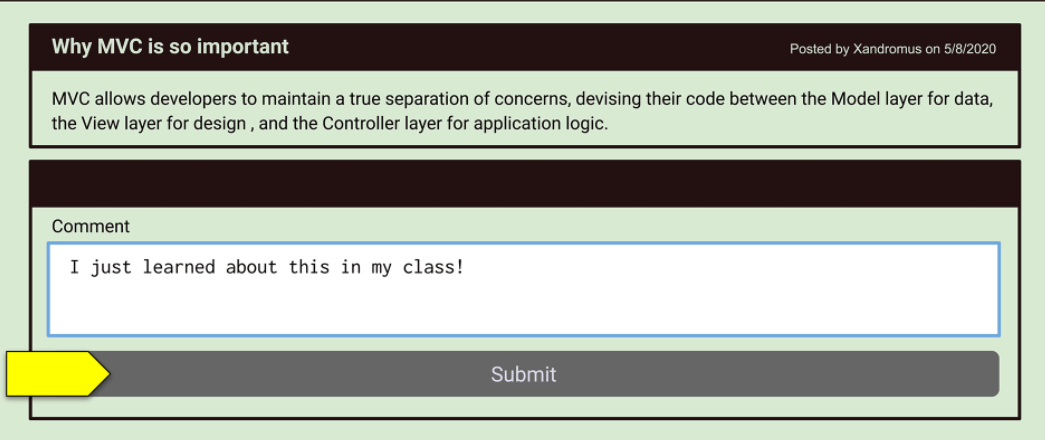 Why MVC is so important
Posted by Xandromus on 5/8/2020
MVC allows developers to maintain a true separation of concerns, devising their code between the Model layer for data,
the View layer for design , and the Controller layer for application logic.
Comment
I just learned about this in my class!
Submit